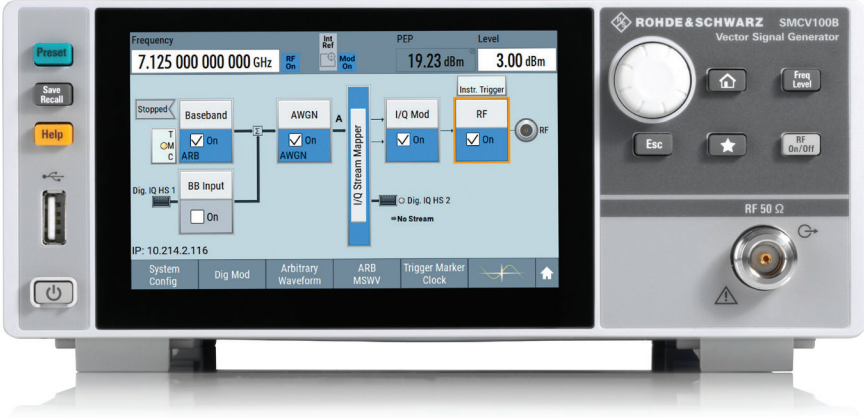 Preset
Save
Recall
Help
Frequency
Int
Ref
PEP
Level
7.125 000 000 000 GHz
RF
On
Mod
On
19.23 dBm
3.00 dBm
Instr. Trigger
Stopped
Baseband
T
M
C
On
ARB
Σ
AWGN
On
AWGN
A
I/Q Stream Mapper
I/Q Mod
On
RF
On
RF
Dig. IQ HS 1
BB Input
On
Dig. IQ HS 2
No Stream
IP: 10.214.2.116
System
Config
Dig Mod
Arbitrary
Waveform
ARB
MSWV
Trigger Marker
Clock
ROHDE&SCHWARZ SMCV100B
Vector Signal Generator
Freq
Level
Esc
RF
On/Off
RF 50 Ω